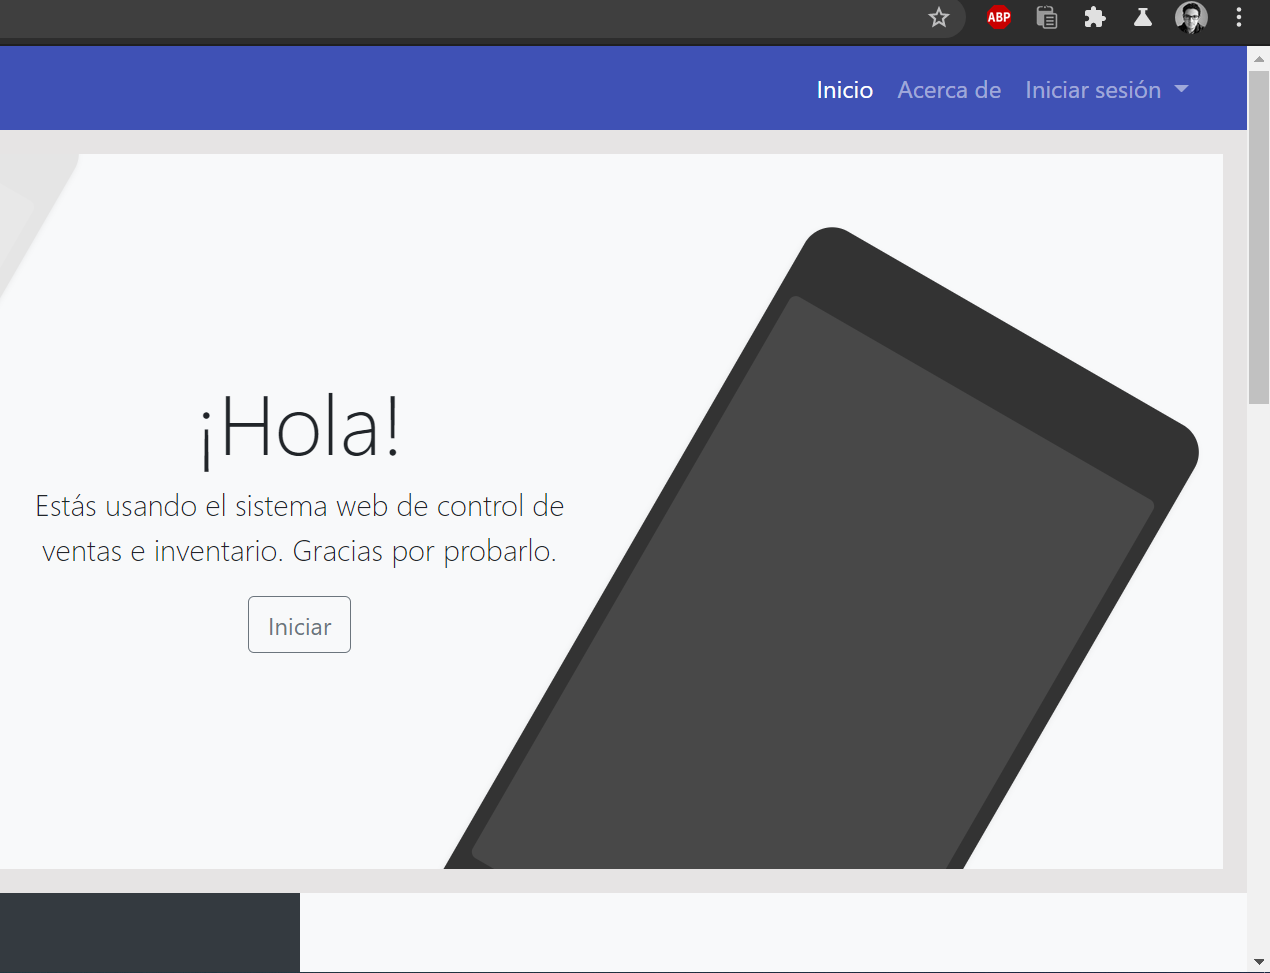 ABP
Inicio Acerca de Iniciar sesión
¡Hola!
Estás usando el sistema web de control de
ventas e inventario. Gracias por probarlo.
Iniciar